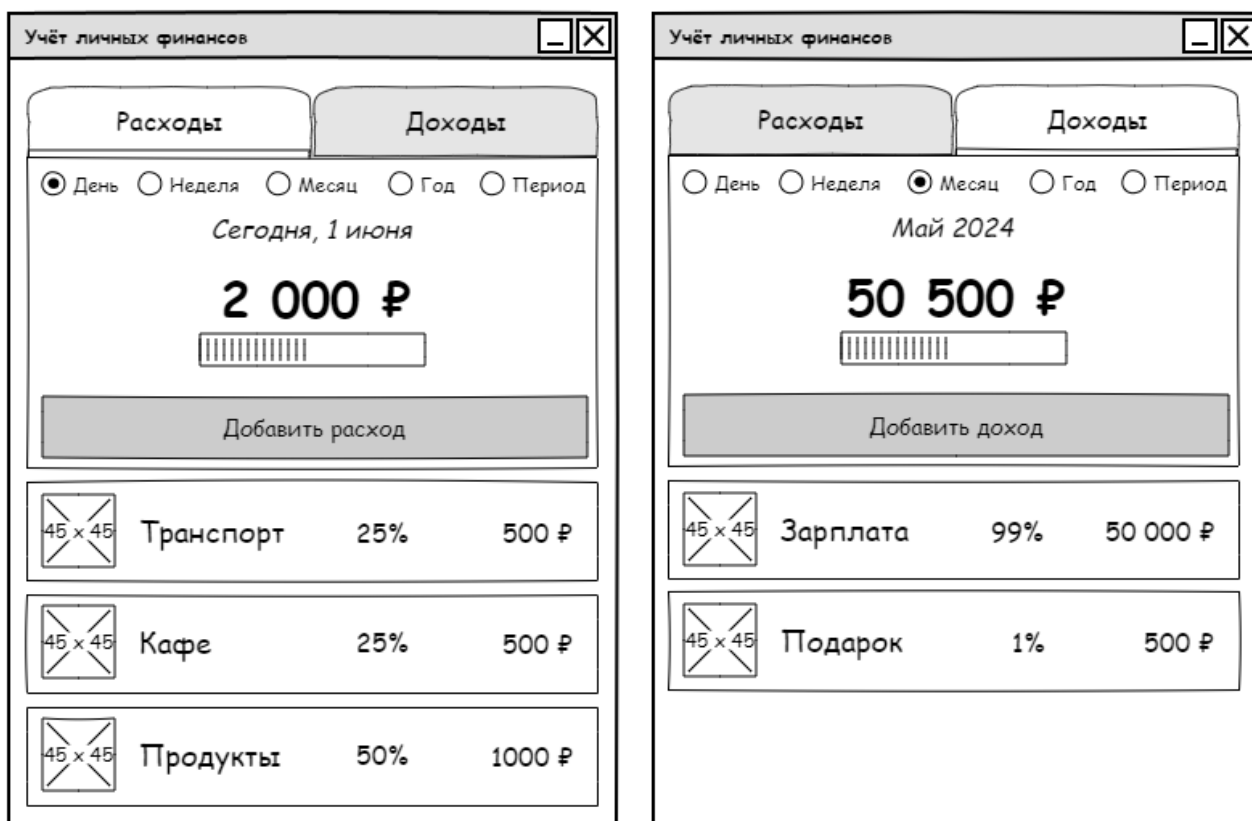 Учёт личных финансов
Расходы Доходы
День Неделя Месяц Год Период
Сегодня, 1 июня
2 000 ₽
Добавить расход
45 x 45 Транспорт 25% 500 ₽
45 x 45 Кафе 25% 500 ₽
45 x 45 Продукты 50% 1000 ₽
Учёт личных финансов
Расходы Доходы
День Неделя Месяц Год Период
Май 2024
50 500 ₽
Добавить доход
45 x 45 Зарплата 99% 50 000 ₽
45 x 45 Подарок 1% 500 ₽